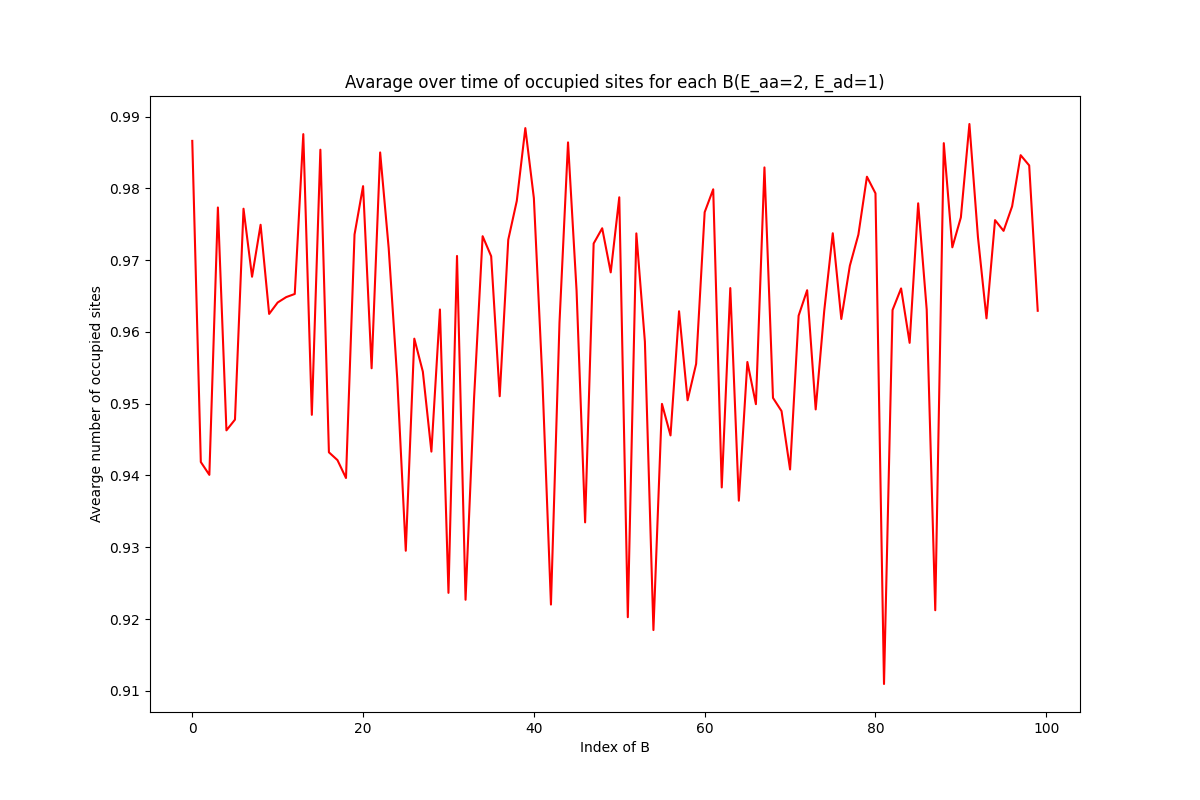 Avarage over time of occupied sites for each B(E_aa=2, E_ad=1)
0.99
0.98
0.97
0.96
0.95
0.94
0.93
0.92
0.91
Avearge number of occupied sites
0 20 40 60 80 100
Index of B